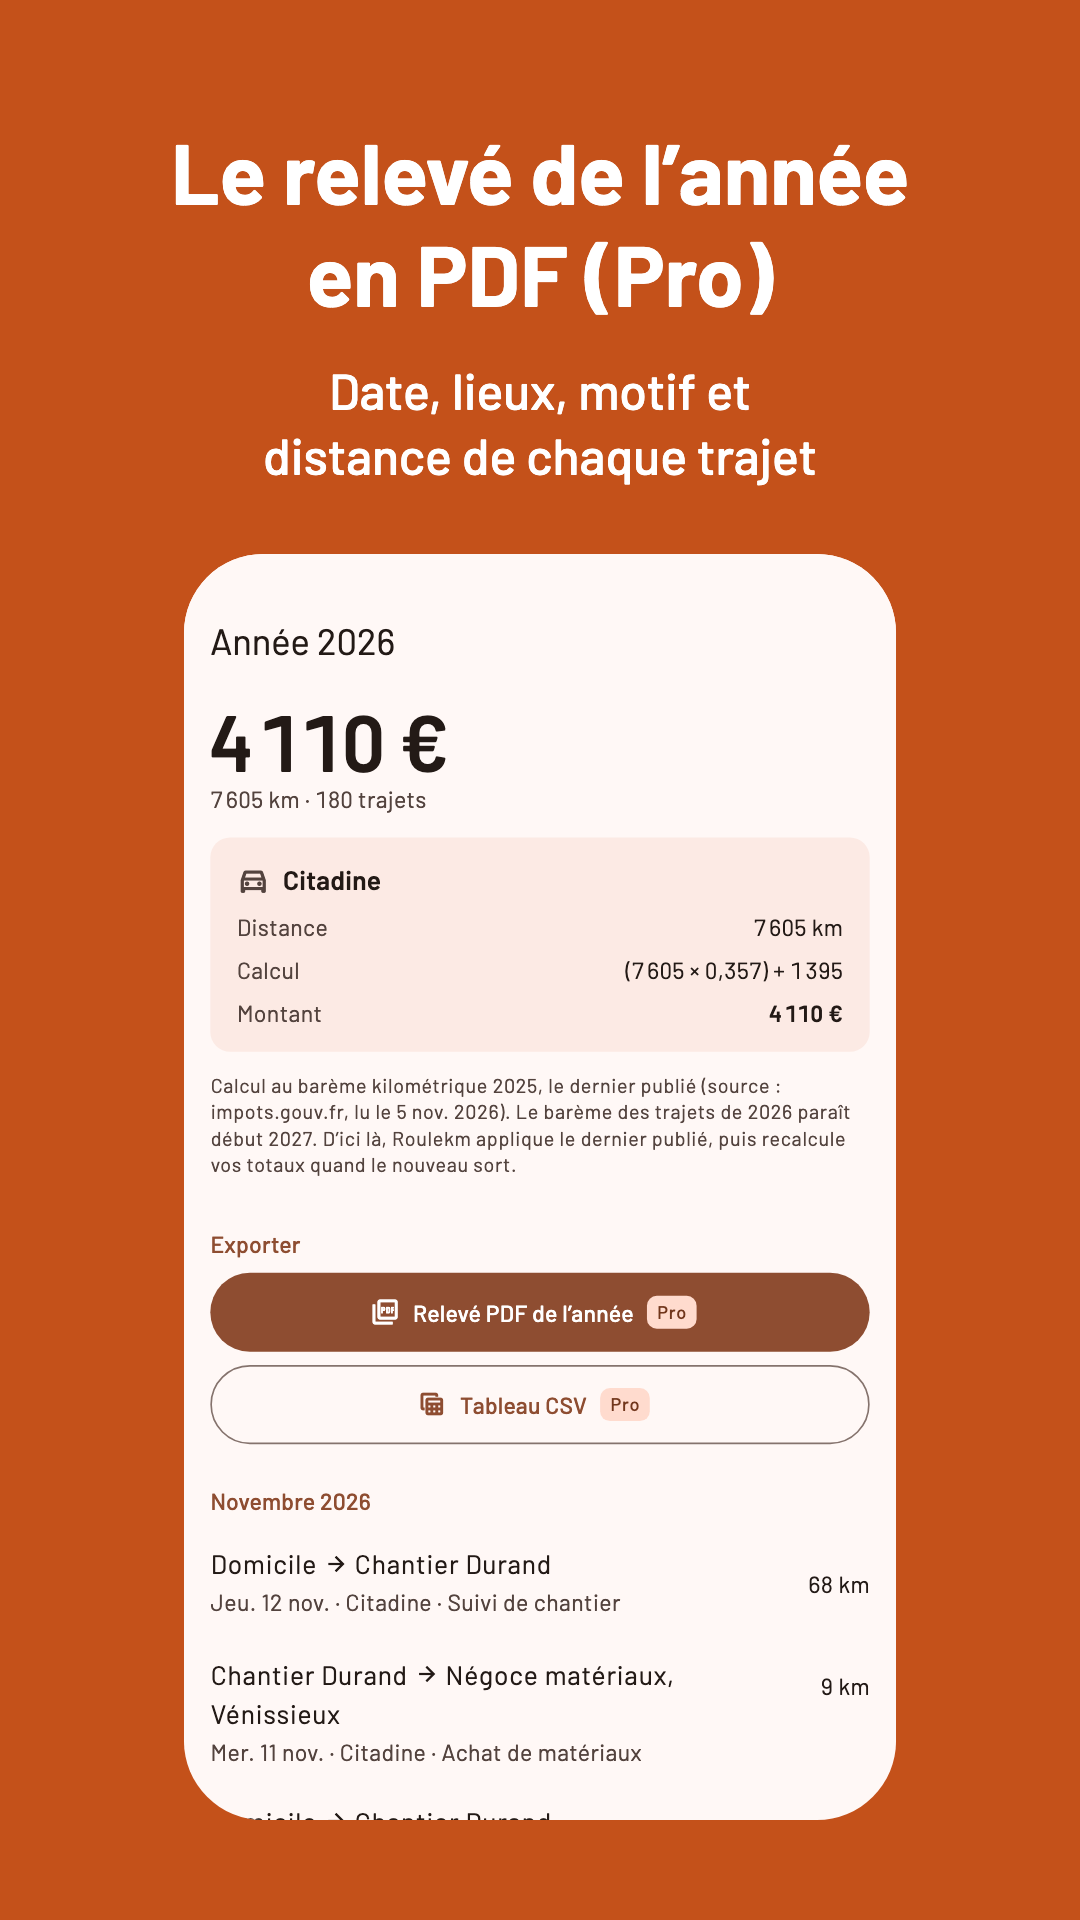 Le relevé de l’année
en PDF (Pro)
Date, lieux, motif et
distance de chaque trajet
Année 2026
4 110 €
7 605 km · 180 trajets
Citadine
Distance 7 605 km
Calcul (7 605 × 0,357) + 1 395
Montant 4 110 €
Calcul au barème kilométrique 2025, le dernier publié (source :
impots.gouv.fr, lu le 5 nov. 2026). Le barème des trajets de 2026 paraît
début 2027. D’ici là, Roulekm applique le dernier publié, puis recalcule
vos totaux quand le nouveau sort.
Exporter
PDF Relevé PDF de l’année Pro
Tableau CSV Pro
Novembre 2026
Domicile → Chantier Durand
68 km
Jeu. 12 nov. · Citadine · Suivi de chantier
Chantier Durand → Négoce matériaux,
9 km
Vénissieux
Mer. 11 nov. · Citadine · Achat de matériaux
→ Chantier Durand